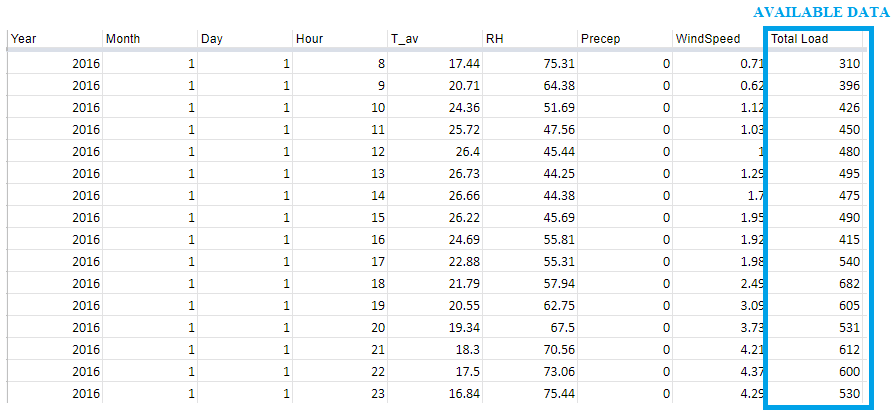 AVAILABLE DATA
Year Month Day Hour T_av RH Precep WindSpeed Total Load
2016 1 1 8 17.44 75.31 0 0.71 310
2016 1 1 9 20.71 64.38 0 0.62 396
2016 1 1 10 24.36 51.69 0 1.12 426
2016 1 1 11 25.72 47.56 0 1.03 450
2016 1 1 12 26.4 45.44 0 1 480
2016 1 1 13 26.73 44.25 0 1.29 495
2016 1 1 14 26.66 44.38 0 1.7 475
2016 1 1 15 26.22 45.69 0 1.95 490
2016 1 1 16 24.69 55.81 0 1.92 415
2016 1 1 17 22.88 55.31 0 1.98 540
2016 1 1 18 21.79 57.94 0 2.49 682
2016 1 1 19 20.55 62.75 0 3.09 605
2016 1 1 20 19.34 67.5 0 3.73 531
2016 1 1 21 18.3 70.56 0 4.21 612
2016 1 1 22 17.5 73.06 0 4.37 600
2016 1 1 23 16.84 75.44 0 4.29 530